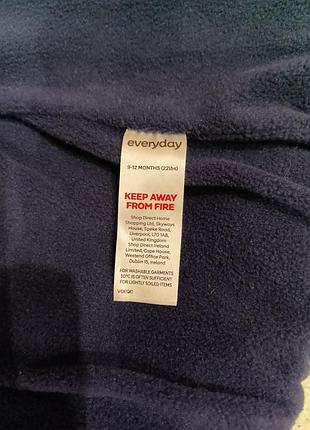 everyday
9-12 MONTHS (22lbs)
KEEP AWAY
FROM FIRE
Shop Direct Home
Shopping Ltd, Skyways
House, Speke Road,
Liverpool, L70 1AB,
United Kingdom
Shop Direct Ireland
Limited, Cape House,
Westend Office Park,
Dublin 15, Ireland
FOR WASHABLE GARMENTS
30°C IS OFTEN SUFFICIENT
FOR LIGHTLY SOILED ITEMS
VDEQC